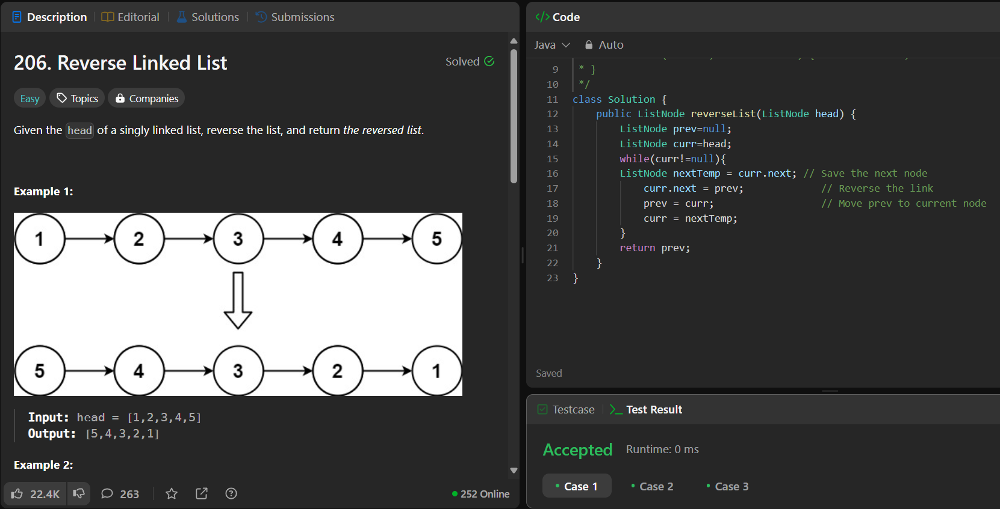 Description
Editorial
Solutions
Submissions
206. Reverse Linked List
Solved
Easy
Topics
Companies
Given the head of a singly linked list, reverse the list, and return the reversed list.
Example 1:
1 2 3 4 5
5 4 3 2 1
Input: head = [1,2,3,4,5]
Output: [5,4,3,2,1]
Example 2:
22.4K
263
252 Online
</> Code
Java
Auto
9 * }
10 */
11 class Solution {
12 public ListNode reverseList(ListNode head) {
13 ListNode prev=null;
14 ListNode curr=head;
15 while(curr!=null){
16 ListNode nextTemp = curr.next; // Save the next node
17 curr.next = prev; // Reverse the link
18 prev = curr; // Move prev to current node
19 curr = nextTemp;
20 }
21 return prev;
22 }
23 }
Saved
Testcase
>_ Test Result
Accepted
Runtime: 0 ms
• Case 1
• Case 2
• Case 3